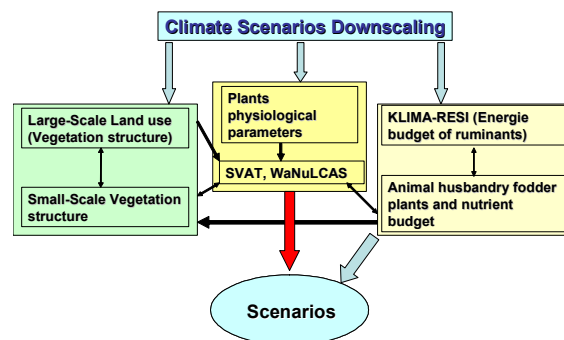 Climate Scenarios Downscaling
Large-Scale Land use
(Vegetation structure)
Small-Scale Vegetation
structure
Plants
physiological
parameters
SVAT, WaNuLCAS
KLIMA-RESI (Energie
budget of ruminants)
Animal husbandry fodder
plants and nutrient
budget
Scenarios